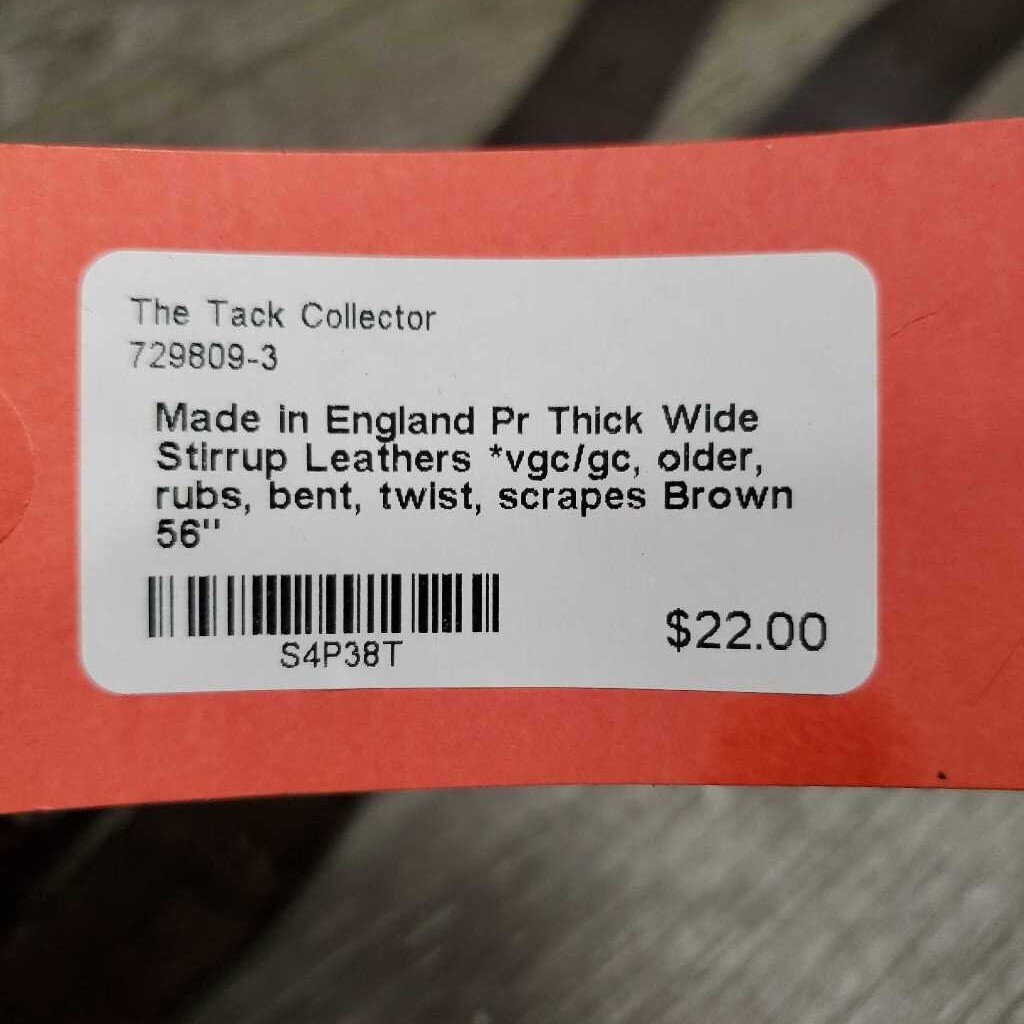 The Tack Collector
729809-3
Made in England Pr Thick Wide
Stirrup Leathers *vgc/gc, older,
rubs, bent, twist, scrapes Brown
56"
S4P38T
$22.00